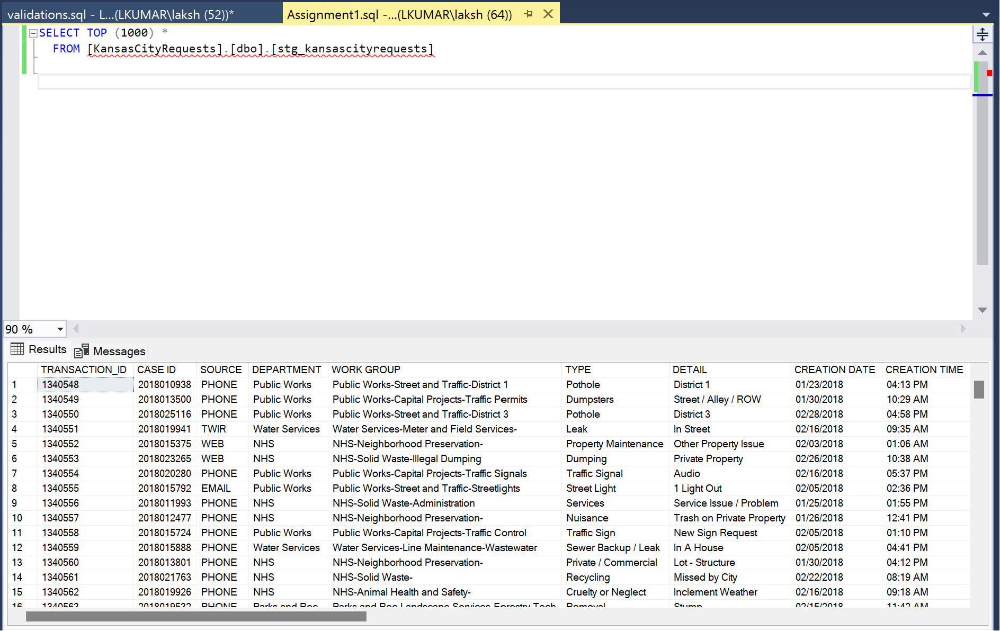 validations.sql - L...(LKUMAR\laksh (52))*
Assignment1.sql -...(LKUMAR\laksh (64))
SELECT TOP (1000) *
FROM [KansasCityRequests].[dbo].[stg_kansascityrequests]
90 %
Results Messages
TRANSACTION_ID CASE ID SOURCE DEPARTMENT WORK GROUP TYPE DETAIL CREATION DATE CREATION TIME
1 1340548 2018010938 PHONE Public Works Public Works-Street and Traffic-District 1 Pothole District 1 01/23/2018 04:13 PM
2 1340549 2018013500 PHONE Public Works Public Works-Capital Projects-Traffic Permits Dumpsters Street / Alley / ROW 01/30/2018 10:29 AM
3 1340550 2018025116 PHONE Public Works Public Works-Street and Traffic-District 3 Pothole District 3 02/28/2018 04:58 PM
4 1340551 2018019941 TWIR Water Services Water Services-Meter and Field Services- Leak In Street 02/16/2018 09:35 AM
5 1340552 2018015375 WEB NHS NHS-Neighborhood Preservation- Property Maintenance Other Property Issue 02/03/2018 01:06 AM
6 1340553 2018023265 WEB NHS NHS-Solid Waste-Illegal Dumping Dumping Private Property 02/26/2018 10:38 AM
7 1340554 2018020280 PHONE Public Works Public Works-Capital Projects-Traffic Signals Traffic Signal Audio 02/16/2018 05:37 PM
8 1340555 2018015792 EMAIL Public Works Public Works-Street and Traffic-Streetlights Street Light 1 Light Out 02/05/2018 02:36 PM
9 1340556 2018011993 PHONE NHS NHS-Solid Waste-Administration Services Service Issue / Problem 01/25/2018 01:55 PM
10 1340557 2018012477 PHONE NHS NHS-Neighborhood Preservation- Nuisance Trash on Private Property 01/26/2018 12:41 PM
11 1340558 2018015724 PHONE Public Works Public Works-Capital Projects-Traffic Control Traffic Sign New Sign Request 02/05/2018 01:10 PM
12 1340559 2018015888 PHONE Water Services Water Services-Line Maintenance-Wastewater Sewer Backup / Leak In A House 02/05/2018 04:41 PM
13 1340560 2018013801 PHONE NHS NHS-Neighborhood Preservation- Private / Commercial Lot - Structure 01/30/2018 04:12 PM
14 1340561 2018021763 PHONE NHS NHS-Solid Waste- Recycling Missed by City 02/22/2018 08:19 AM
15 1340562 2018019926 PHONE NHS NHS-Animal Health and Safety- Cruelty or Neglect Inclement Weather 02/16/2018 09:18 AM
16 1340563 2018019532 PHONE Parks and Rec Parks and Rec-Landscape Services-Forestry Tech Removal Stump 02/15/2018 11:42 AM